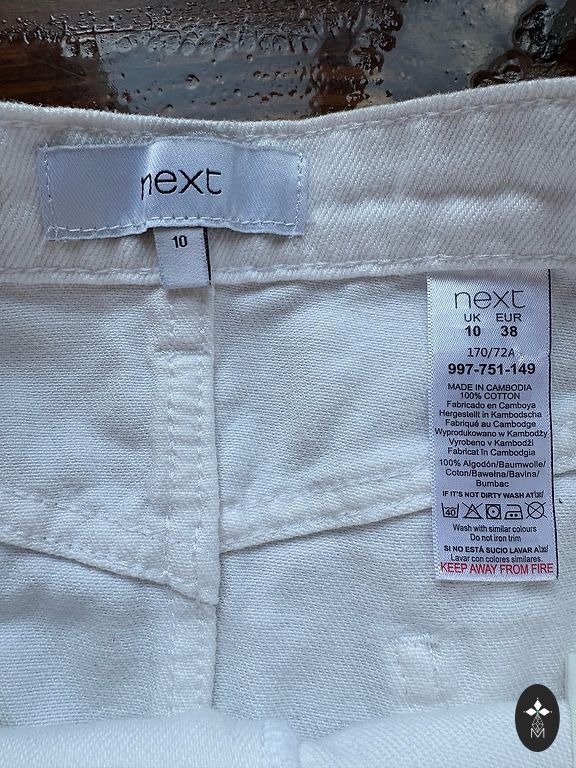 next
10
next
UK EUR
10 38
170/72A
997-751-149
MADE IN CAMBODIA
100% COTTON
Fabricado en Camboya
Hergestellt in Kambodscha
Fabriqué au Cambodge
Wyprodukowano w Kambodży
Vyrobeno v Kambodži
Fabricat în Cambodgia
100% Algodón/Baumwolle/
Coton/Bawełna/Bavlna/
Bumbac
IF IT'S NOT DIRTY WASH AT 30
40
Wash with similar colours
Do not iron trim
SI NO ESTÁ SUCIO LAVAR A 30
Lavar con colores similares.
KEEP AWAY FROM FIRE
M